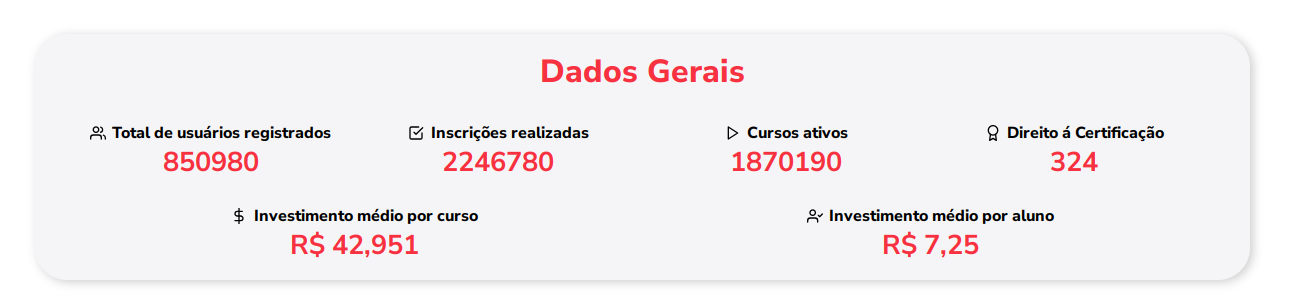 Dados Gerais
Total de usuários registrados
850980
Inscrições realizadas
2246780
Cursos ativos
1870190
Direito á Certificação
324
Investimento médio por curso
R$ 42,951
Investimento médio por aluno
R$ 7,25